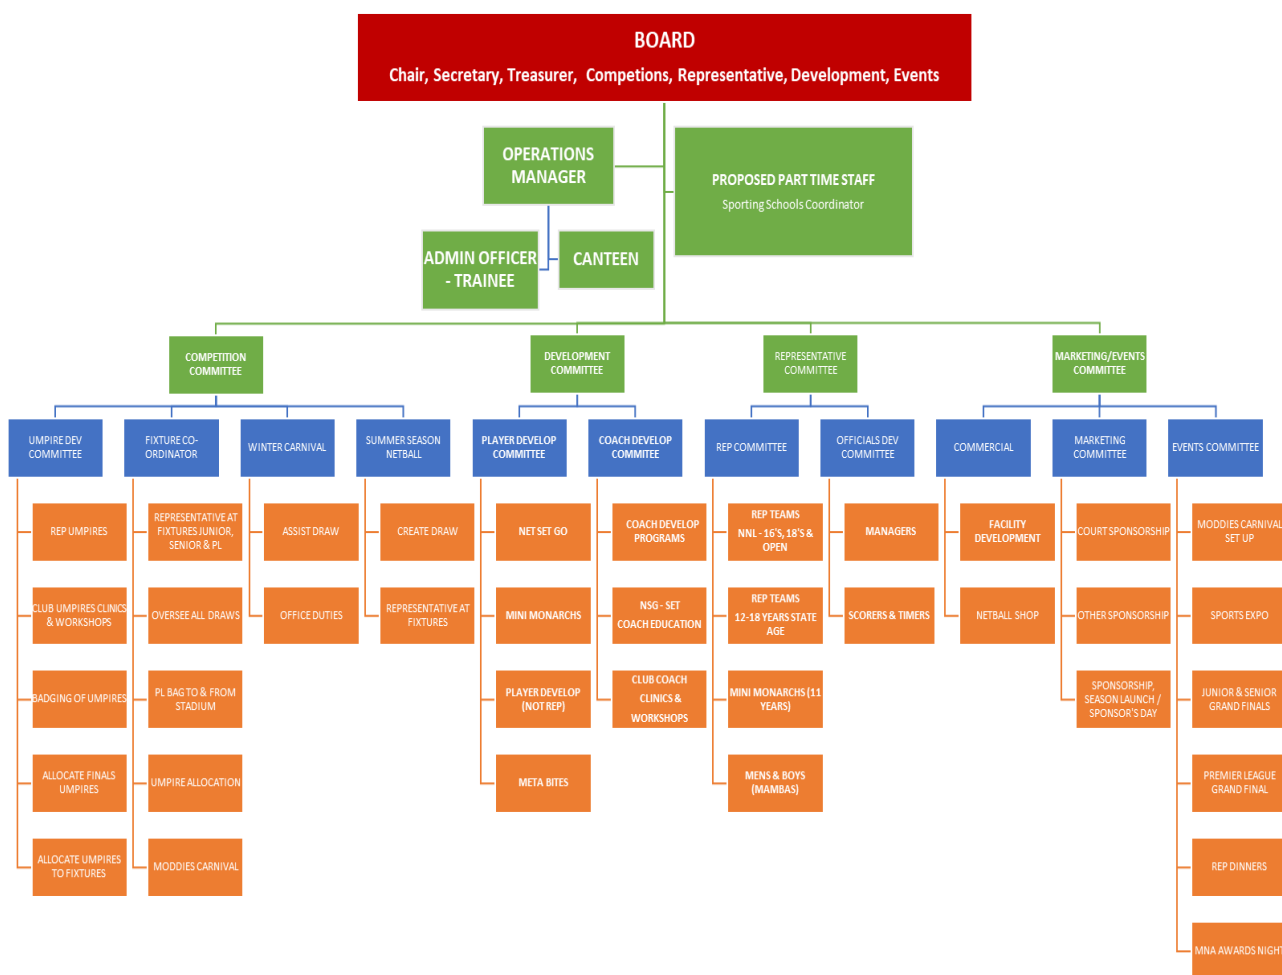 BOARD
Chair, Secretary, Treasurer, Competions, Representative, Development, Events
OPERATIONS
MANAGER
PROPOSED PART TIME STAFF
Sporting Schools Coordinator
ADMIN OFFICER
- TRAINEE
CANTEEN
COMPETITION
COMMITTEE
DEVELOPMENT
COMMITTEE
REPRESENTATIVE
COMMITTEE
MARKETING/EVENTS
COMMITTEE
UMPIRE DEV
COMMITTEE
FIXTURE CO-
ORDINATOR
WINTER CARNIVAL
SUMMER SEASON
NETBALL
PLAYER DEVELOP
COMMITTEE
COACH DEVELOP
COMMITEE
REP COMMITTEE
OFFICIALS DEV
COMMITTEE
COMMERCIAL
MARKETING
COMMITTEE
EVENTS COMMITTEE
REP UMPIRES
CLUB UMPIRES CLINICS
& WORKSHOPS
BADGING OF UMPIRES
ALLOCATE FINALS
UMPIRES
ALLOCATE UMPIRES
TO FIXTURES
REPRESENTATIVE AT
FIXTURES JUNIOR,
SENIOR & PL
OVERSEE ALL DRAWS
PL BAG TO & FROM
STADIUM
UMPIRE ALLOCATION
MODDIES CARNIVAL
ASSIST DRAW
OFFICE DUTIES
CREATE DRAW
REPRESENTATIVE AT
FIXTURES
NET SET GO
MINI MONARCHS
PLAYER DEVELOP
(NOT REP)
META BITES
COACH DEVELOP
PROGRAMS
NSG - SET
COACH EDUCATION
CLUB COACH
CLINICS &
WORKSHOPS
REP TEAMS
NNL - 16'S, 18'S &
OPEN
REP TEAMS
12-18 YEARS STATE
AGE
MINI MONARCHS (11
YEARS)
MENS & BOYS
(MAMBAS)
MANAGERS
SCORERS & TIMERS
FACILITY
DEVELOPMENT
NETBALL SHOP
COURT SPONSORSHIP
OTHER SPONSORSHIP
SPONSORSHIP,
SEASON LAUNCH /
SPONSOR'S DAY
MODDIES CARNIVAL
SET UP
SPORTS EXPO
JUNIOR & SENIOR
GRAND FINALS
PREMIER LEAGUE
GRAND FINAL
REP DINNERS
MNA AWARDS NIGHT